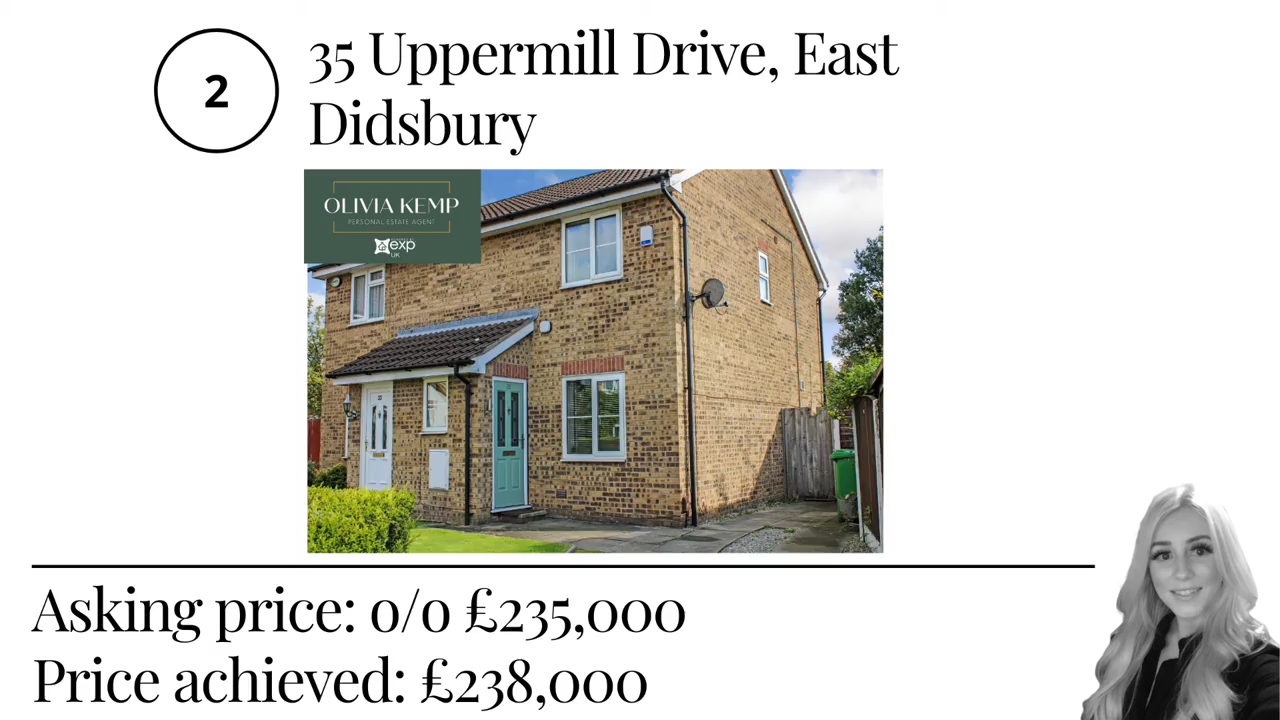 2
35 Uppermill Drive, East
Didsbury
OLIVIA KEMP
PERSONAL ESTATE AGENT
exp
UK
Asking price: o/o £235,000
Price achieved: £238,000